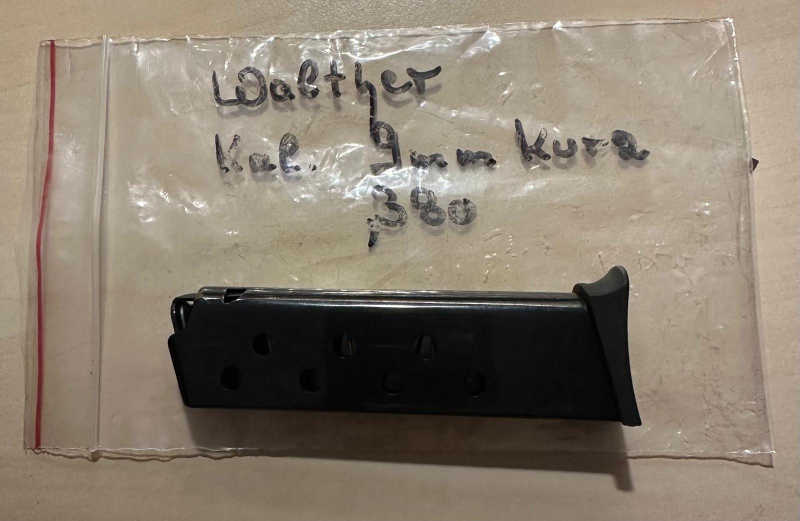 Walther
Kal. 9mm Kurz
,380